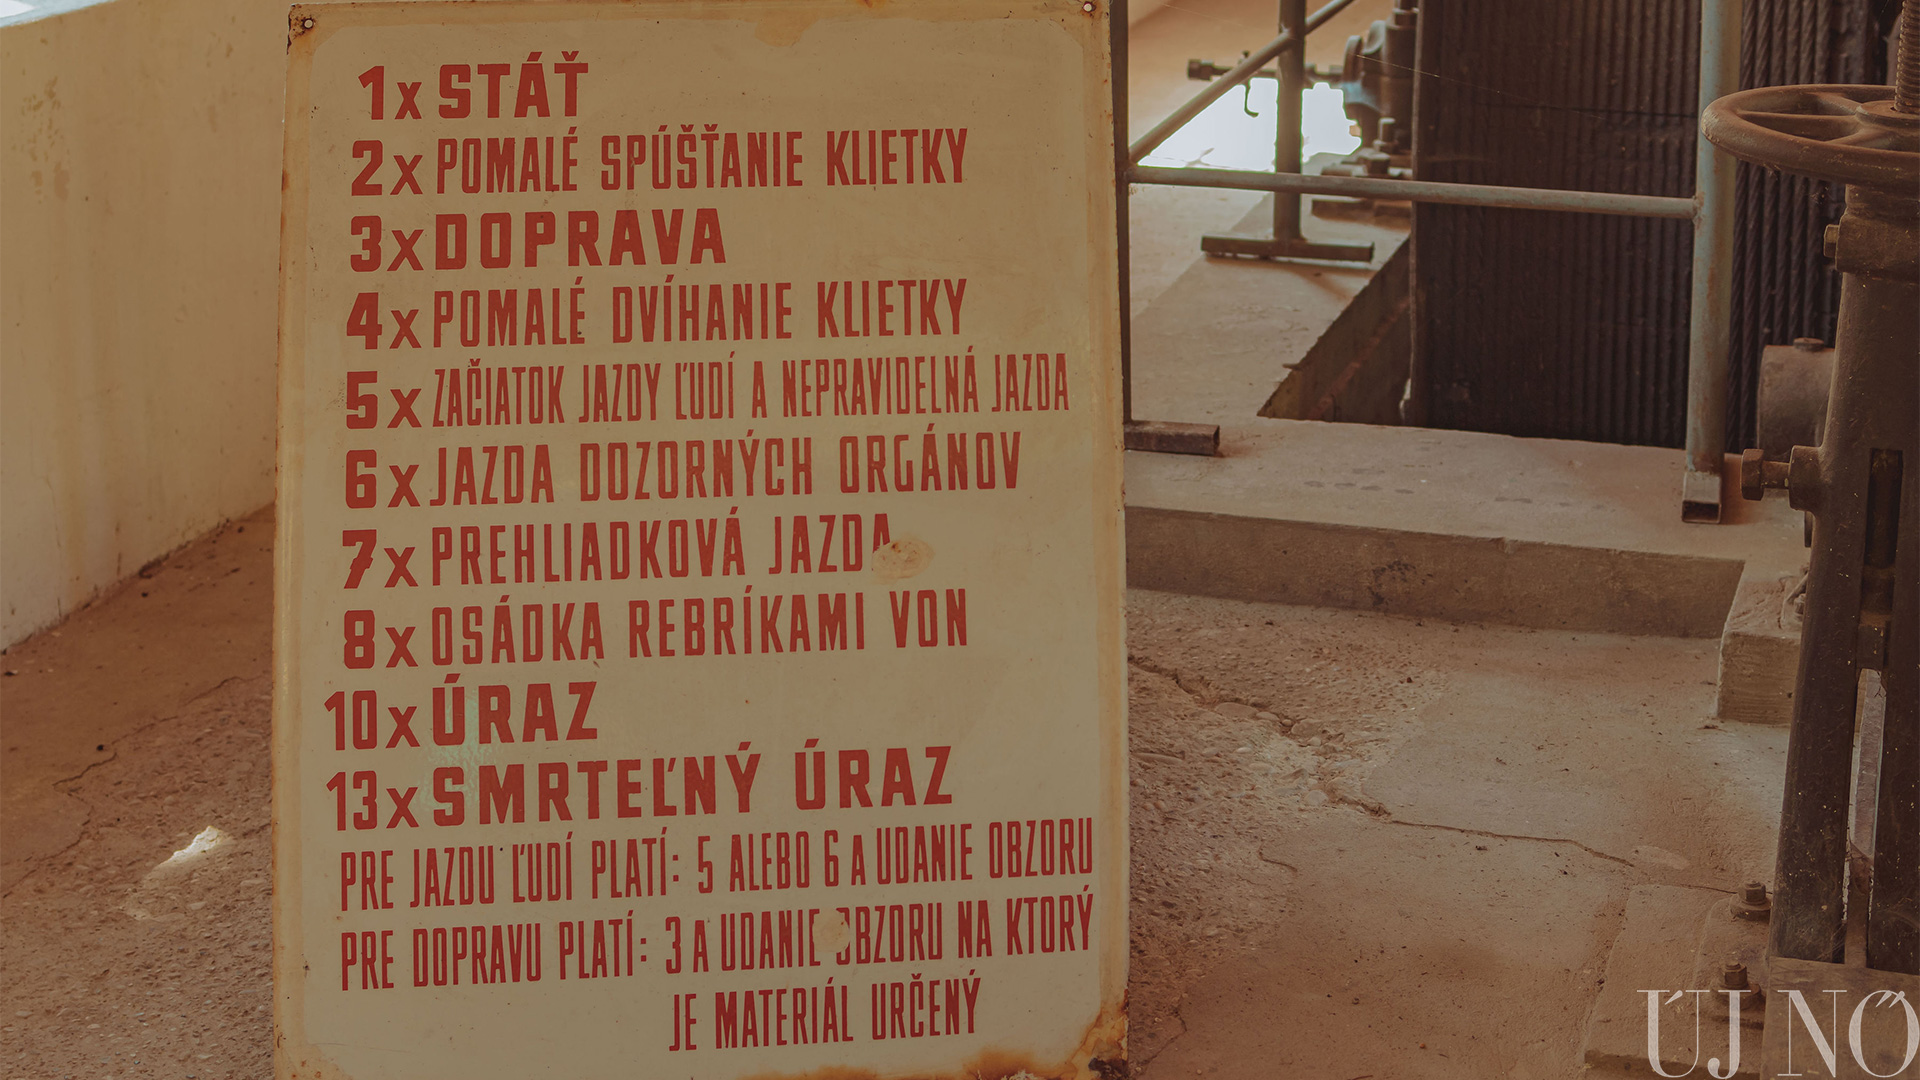 1x STÁŤ
2x POMALÉ SPÚŠŤANIE KLIETKY
3x DOPRAVA
4x POMALÉ DVÍHANIE KLIETKY
5x ZAČIATOK JAZDY ĽUDÍ A NEPRAVIDELNÁ JAZDA
6x JAZDA DOZORNÝCH ORGÁNOV
7x PREHLIADKOVÁ JAZDA
8x OSÁDKA REBRÍKAMI VON
10x ÚRAZ
13x SMRTEĽNÝ ÚRAZ
PRE JAZDU ĽUDÍ PLATÍ: 5 ALEBO 6 A UDANIE OBZORU
PRE DOPRAVU PLATÍ: 3 A UDANIE OBZORU NA KTORÝ
JE MATERIÁL URČENÝ
ÚJ NŐ